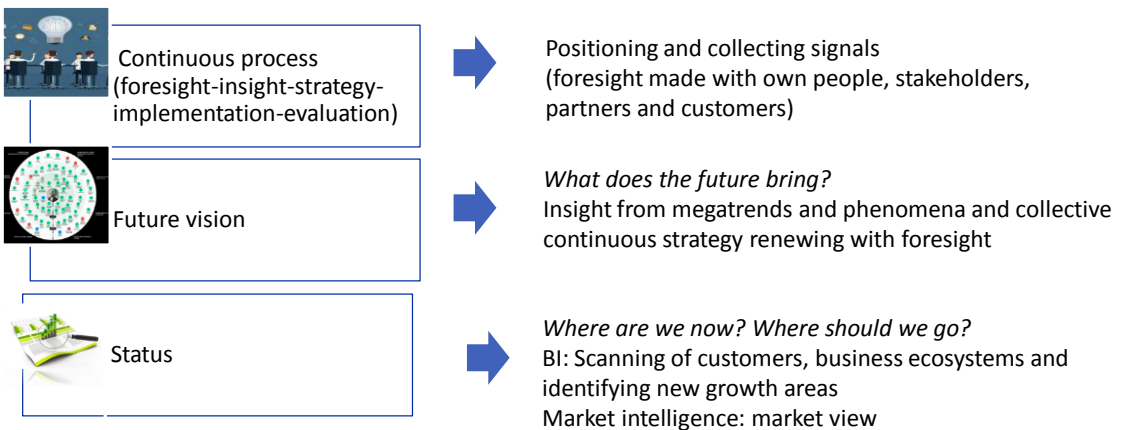 Continuous process
(foresight-insight-strategy-
implementation-evaluation)
Positioning and collecting signals
(foresight made with own people, stakeholders,
partners and customers)
Future vision
What does the future bring?
Insight from megatrends and phenomena and collective
continuous strategy renewing with foresight
Status
Where are we now? Where should we go?
BI: Scanning of customers, business ecosystems and
identifying new growth areas
Market intelligence: market view